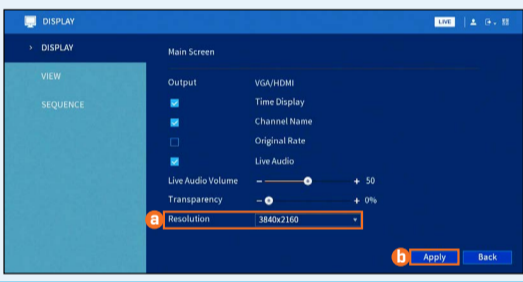 DISPLAY
LIVE
DISPLAY
VIEW
SEQUENCE
Main Screen
Output VGA/HDMI
Time Display
Channel Name
Original Rate
Live Audio
Live Audio Volume - + 50
Transparency - + 0%
a Resolution 3840x2160
b Apply Back